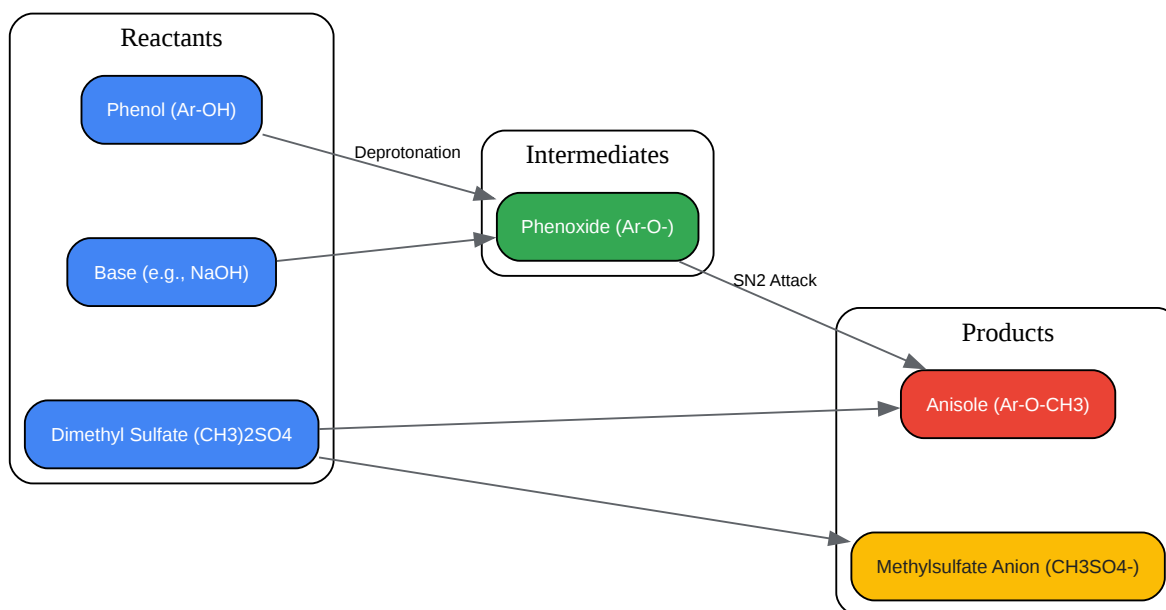 Reactants
Phenol (Ar-OH)
Deprotonation
Intermediates
Phenoxide (Ar-O-)
Base (e.g., NaOH)
SN2 Attack
Products
Anisole (Ar-O-CH3)
Dimethyl Sulfate (CH3)2SO4
Methylsulfate Anion (CH3SO4-)